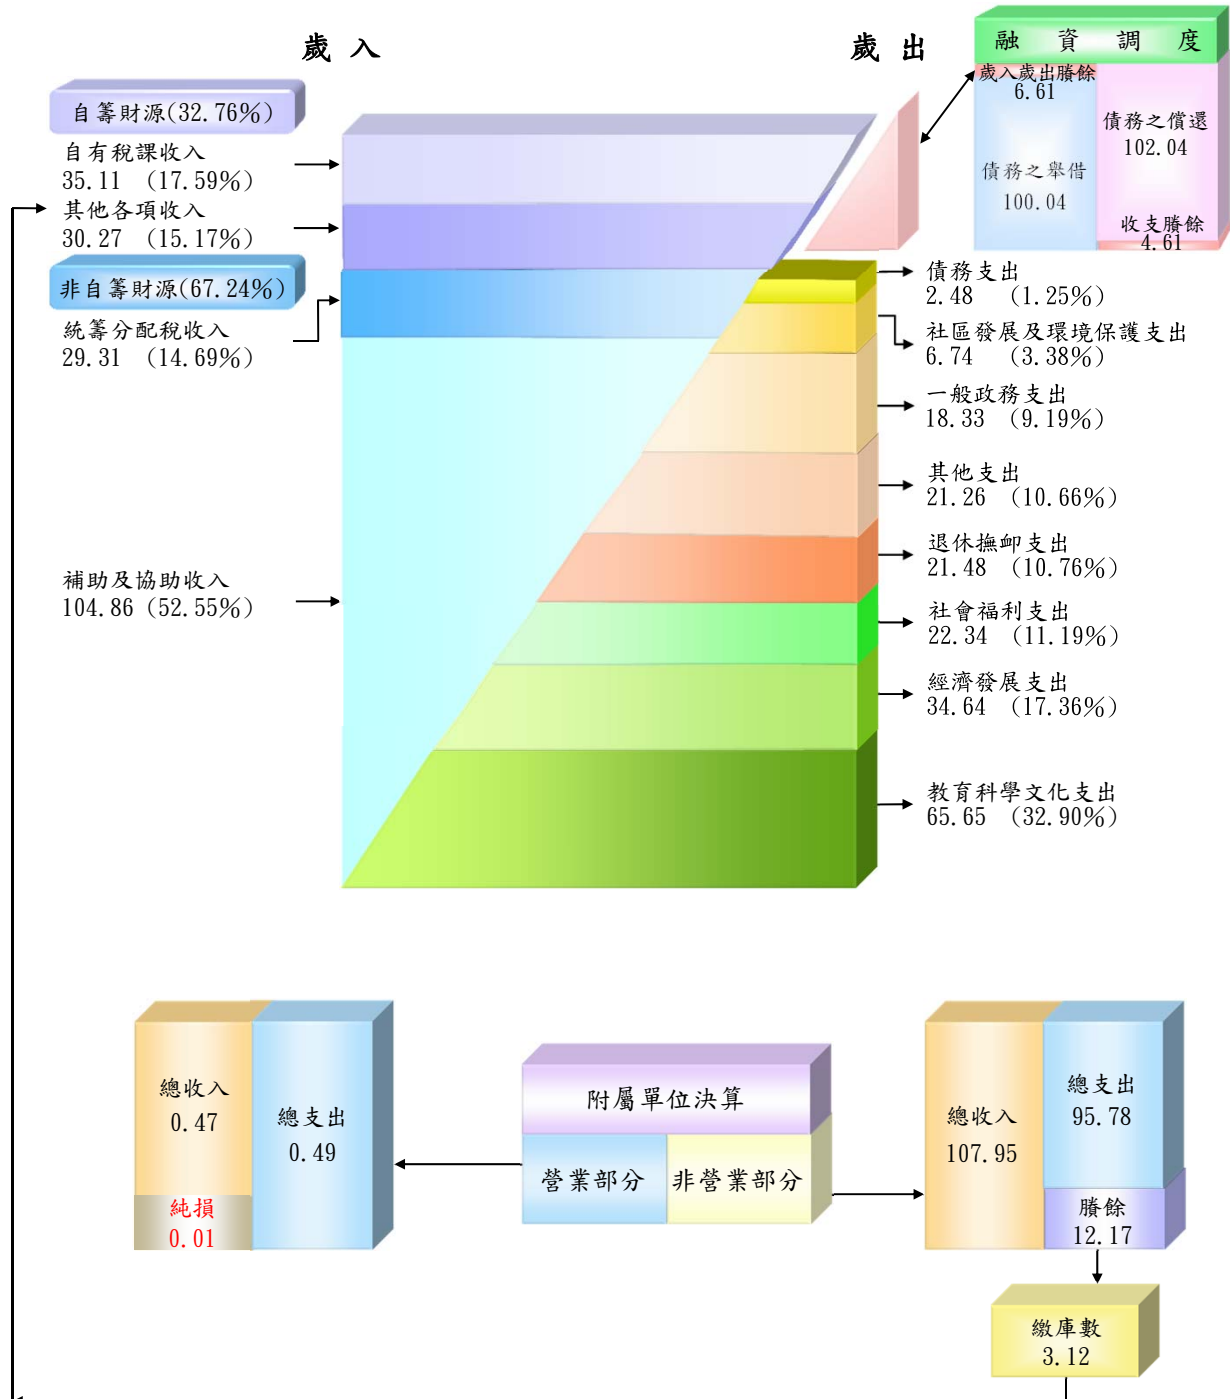 歲入
歲出
融資調度
歲入歲出賸餘
6.61
債務之舉借
100.04
債務之償還
102.04
收支賸餘
4.61
自籌財源(32.76%)
自有稅課收入
35.11 (17.59%)
其他各項收入
30.27 (15.17%)
非自籌財源(67.24%)
統籌分配稅收入
29.31 (14.69%)
補助及協助收入
104.86 (52.55%)
債務支出
2.48 (1.25%)
社區發展及環境保護支出
6.74 (3.38%)
一般政務支出
18.33 (9.19%)
其他支出
21.26 (10.66%)
退休撫卹支出
21.48 (10.76%)
社會福利支出
22.34 (11.19%)
經濟發展支出
34.64 (17.36%)
教育科學文化支出
65.65 (32.90%)
總收入
0.47
純損
0.01
總支出
0.49
附屬單位決算
營業部分
非營業部分
總收入
107.95
總支出
95.78
賸餘
12.17
繳庫數
3.12